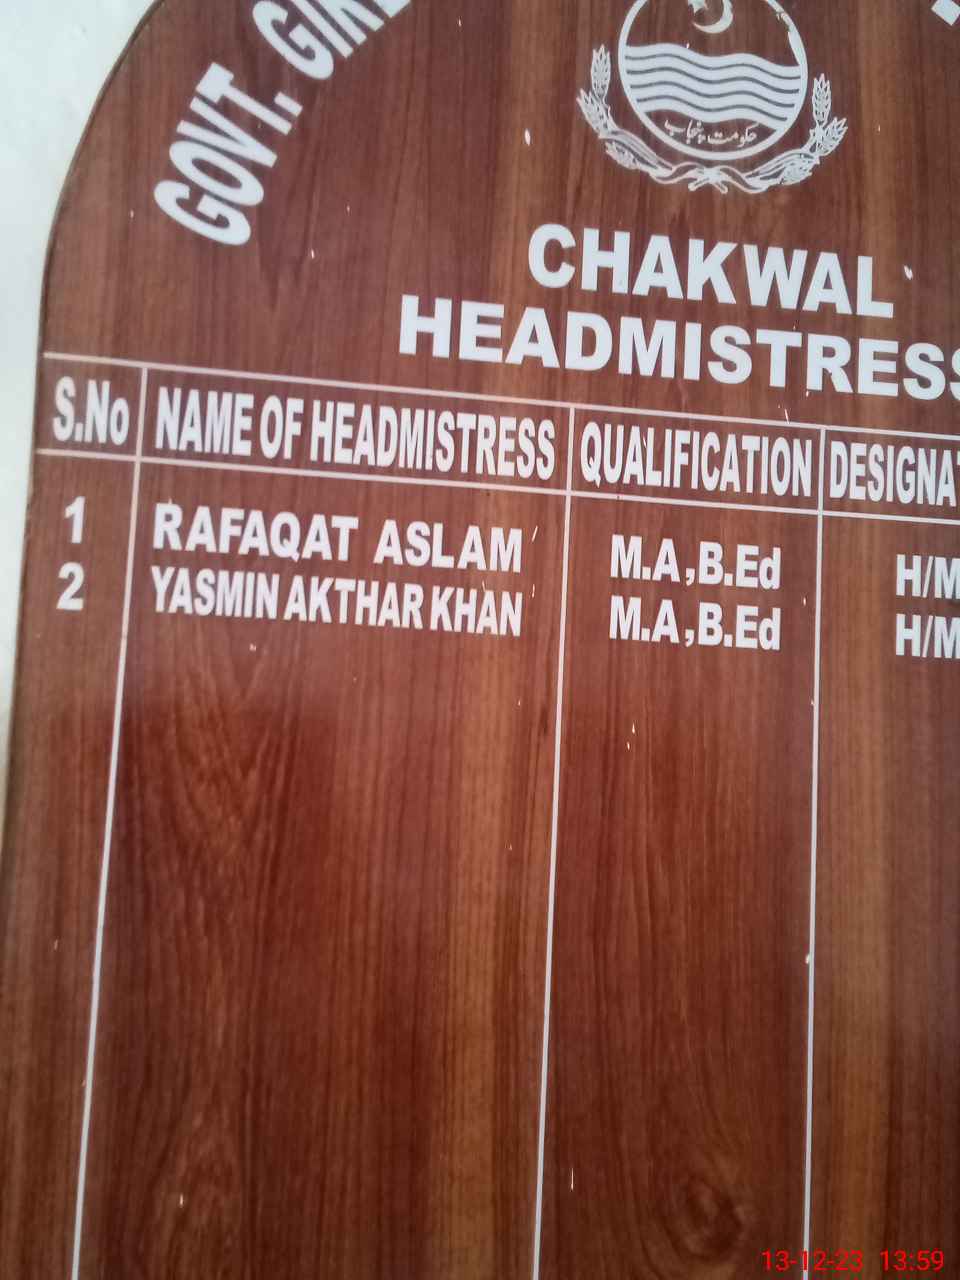 GOVT. GIR
حکومت پنجاب
CHAKWAL
HEADMISTRESS
S.No NAME OF HEADMISTRESS QUALIFICATION DESIGNAT
1 RAFAQAT ASLAM M.A,B.Ed H/M
2 YASMIN AKTHAR KHAN M.A,B.Ed H/M
13-12-23 13:59